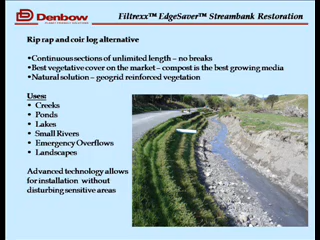 Denbow
Filtrexx™ EdgeSaver™ Streambank Restoration
Rip rap and coir log alternative
•Continuous sections of unlimited length – no breaks
•Best vegetative cover on the market – compost is the best growing media
•Natural solution – geogrid reinforced vegetation
Uses:
• Creeks
• Ponds
• Lakes
• Small Rivers
• Emergency Overflows
• Landscapes
Advanced technology allows
for installation without
disturbing sensitive areas